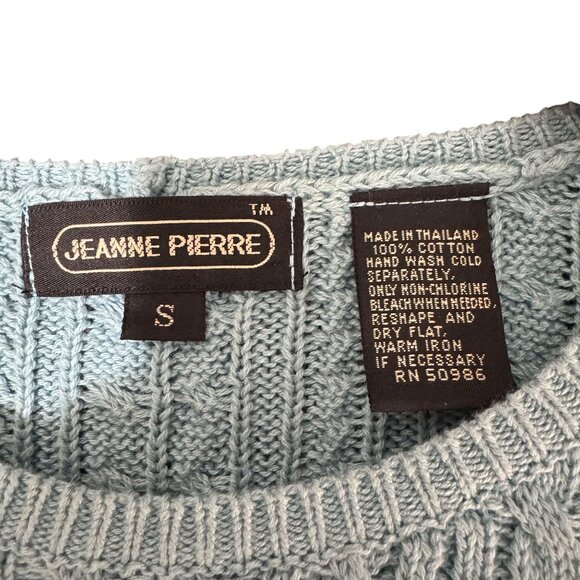 TM
JEANNE PIERRE
S
MADE IN THAILAND
100% COTTON
HAND WASH COLD
SEPARATELY,
ONLY NON-CHLORINE
BLEACH WHEN NEEDED,
RESHAPE AND
DRY FLAT,
WARM IRON
IF NECESSARY
RN 50986